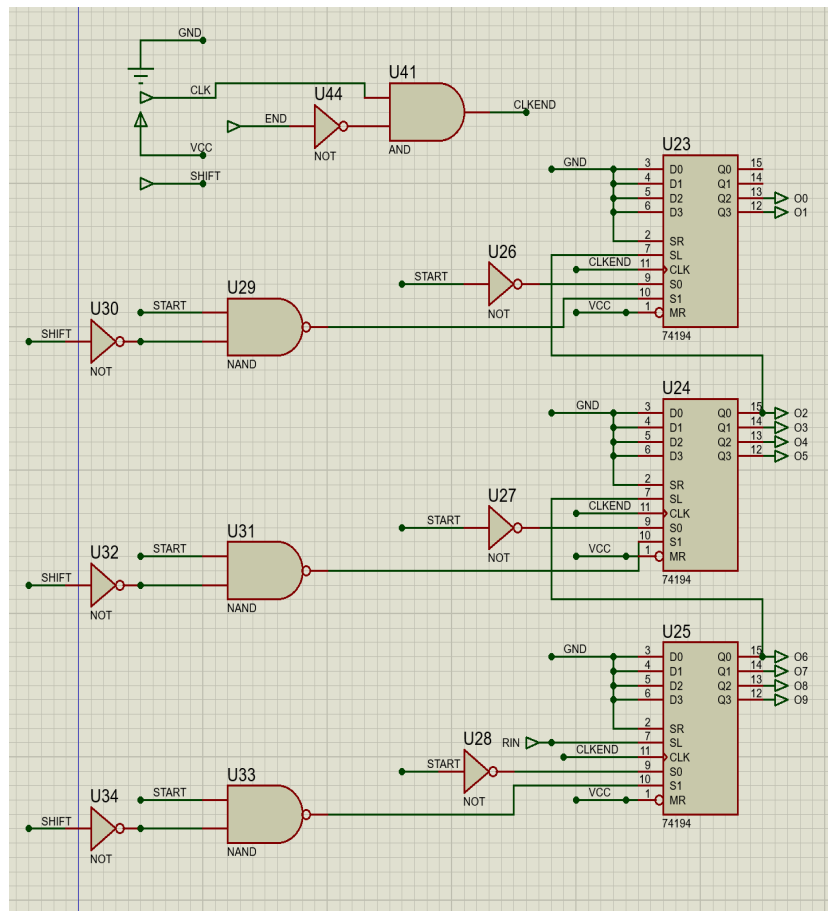 GND
CLK
U41
U44
END
CLKEND
NOT
AND
VCC
SHIFT
U23
GND
3 D0 Q0 15
4 D1 Q1 14
5 D2 Q2 13 O0
6 D3 Q3 12 O1
2 SR
7 SL
CLKEND 11 CLK
9 S0
10 S1
VCC 1 MR
74194
U26
START
NOT
U29
START
U30
SHIFT
NOT
NAND
U24
GND
3 D0 Q0 15 O2
4 D1 Q1 14 O3
5 D2 Q2 13 O4
6 D3 Q3 12 O5
2 SR
7 SL
CLKEND 11 CLK
9 S0
10 S1
VCC 1 MR
74194
U27
START
NOT
U31
START
U32
SHIFT
NOT
NAND
U25
GND
3 D0 Q0 15 O6
4 D1 Q1 14 O7
5 D2 Q2 13 O8
6 D3 Q3 12 O9
2 SR
RIN 7 SL
CLKEND 11 CLK
9 S0
10 S1
VCC 1 MR
74194
U28
START
NOT
U33
START
U34
SHIFT
NOT
NAND